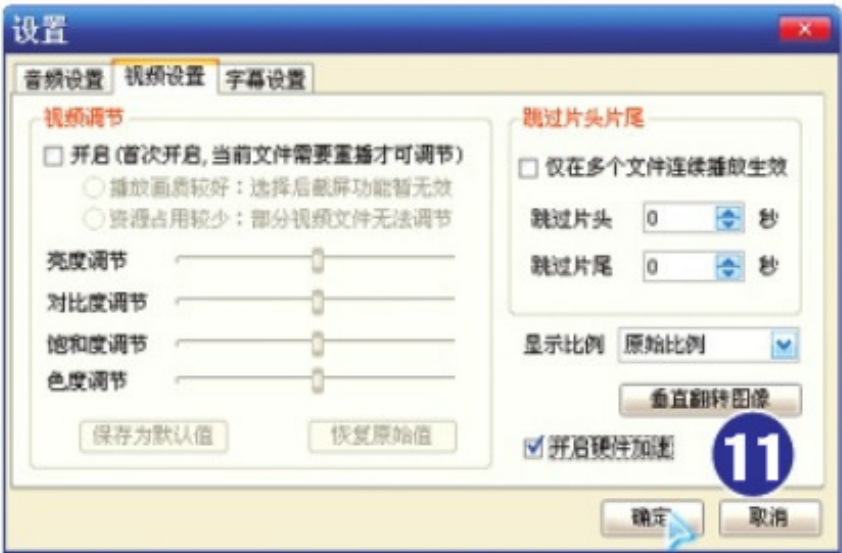 设置
音频设置 视频设置 字幕设置
视频调节
开启(首次开启,当前文件需要重播才可调节)
播放画质较好：选择后截屏功能暂无效
资源占用较少：部分视频文件无法调节
亮度调节
对比度调节
饱和度调节
色度调节
保存为默认值 恢复原始值
跳过片头片尾
仅在多个文件连续播放生效
跳过片头 0 秒
跳过片尾 0 秒
显示比例 原始比例
垂直翻转图像
开启硬件加速
11
确定 取消